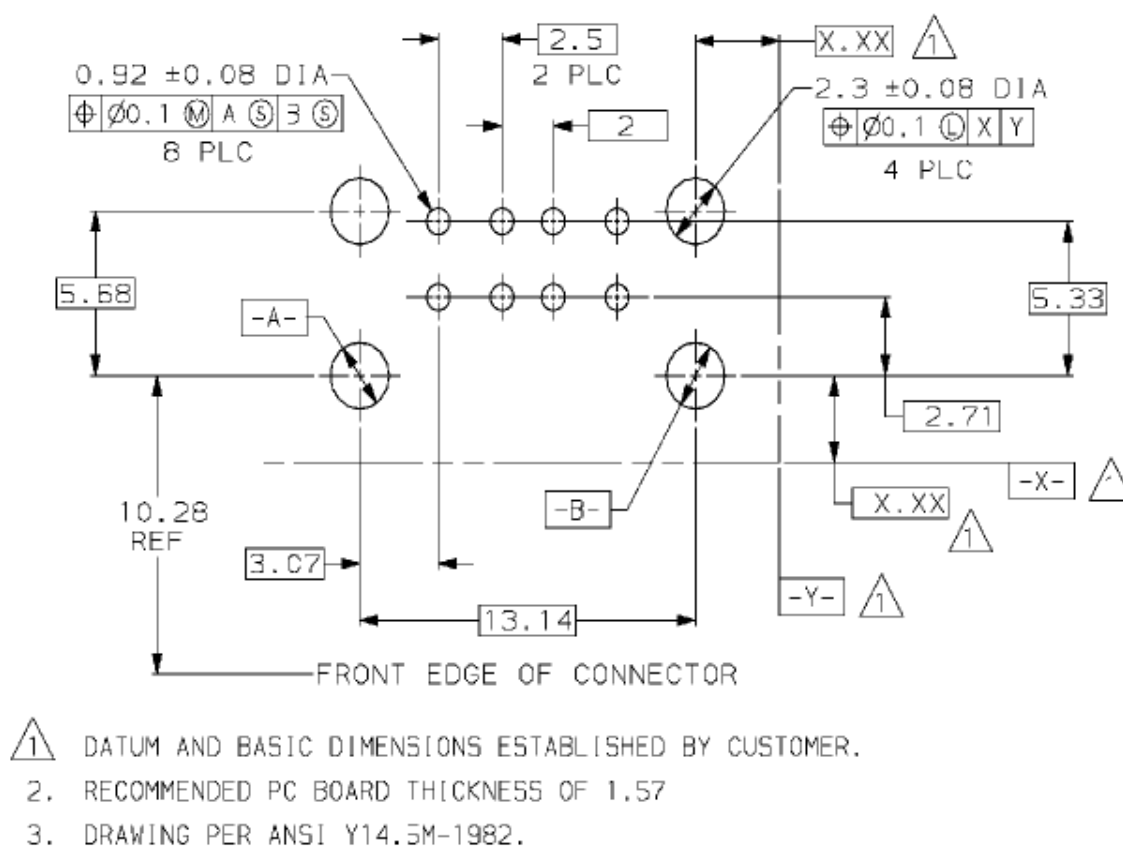 2.5
2 PLC
X.XX 1
0.92 ±0.08 DIA
⌖ Ø0.1 Ⓜ A Ⓢ B Ⓢ
8 PLC
2
2.3 ±0.08 DIA
⌖ Ø0.1 Ⓛ X Y
4 PLC
5.68
-A-
5.33
2.71
10.28
REF
-B-
-X- 1
X.XX
1
3.07
-Y- 1
13.14
FRONT EDGE OF CONNECTOR
1 DATUM AND BASIC DIMENSIONS ESTABLISHED BY CUSTOMER.
2. RECOMMENDED PC BOARD THICKNESS OF 1.57
3. DRAWING PER ANSI Y14.5M-1982.